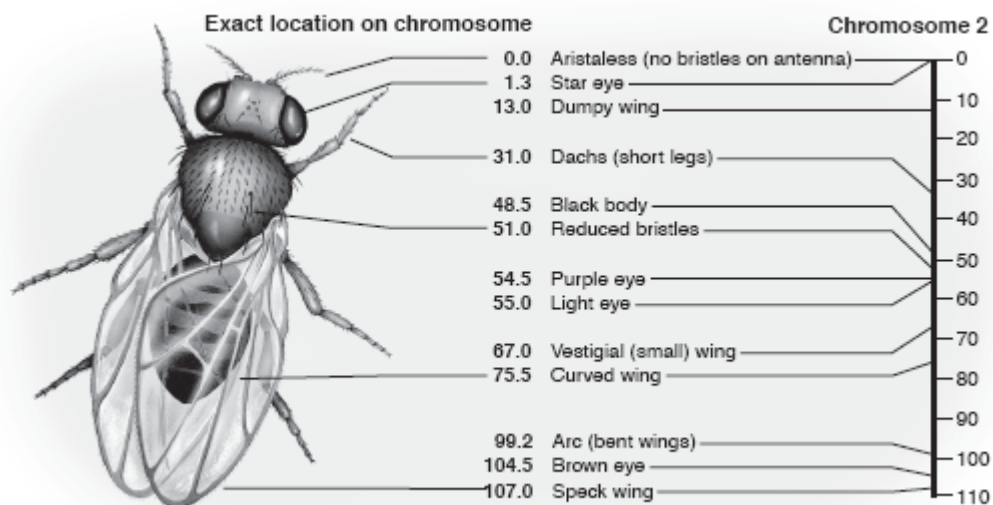 Exact location on chromosome
Chromosome 2
0.0 Aristaless (no bristles on antenna)
1.3 Star eye
13.0 Dumpy wing
31.0 Dachs (short legs)
48.5 Black body
51.0 Reduced bristles
54.5 Purple eye
55.0 Light eye
67.0 Vestigial (small) wing
75.5 Curved wing
99.2 Arc (bent wings)
104.5 Brown eye
107.0 Speck wing
0
10
20
30
40
50
60
70
80
90
100
110